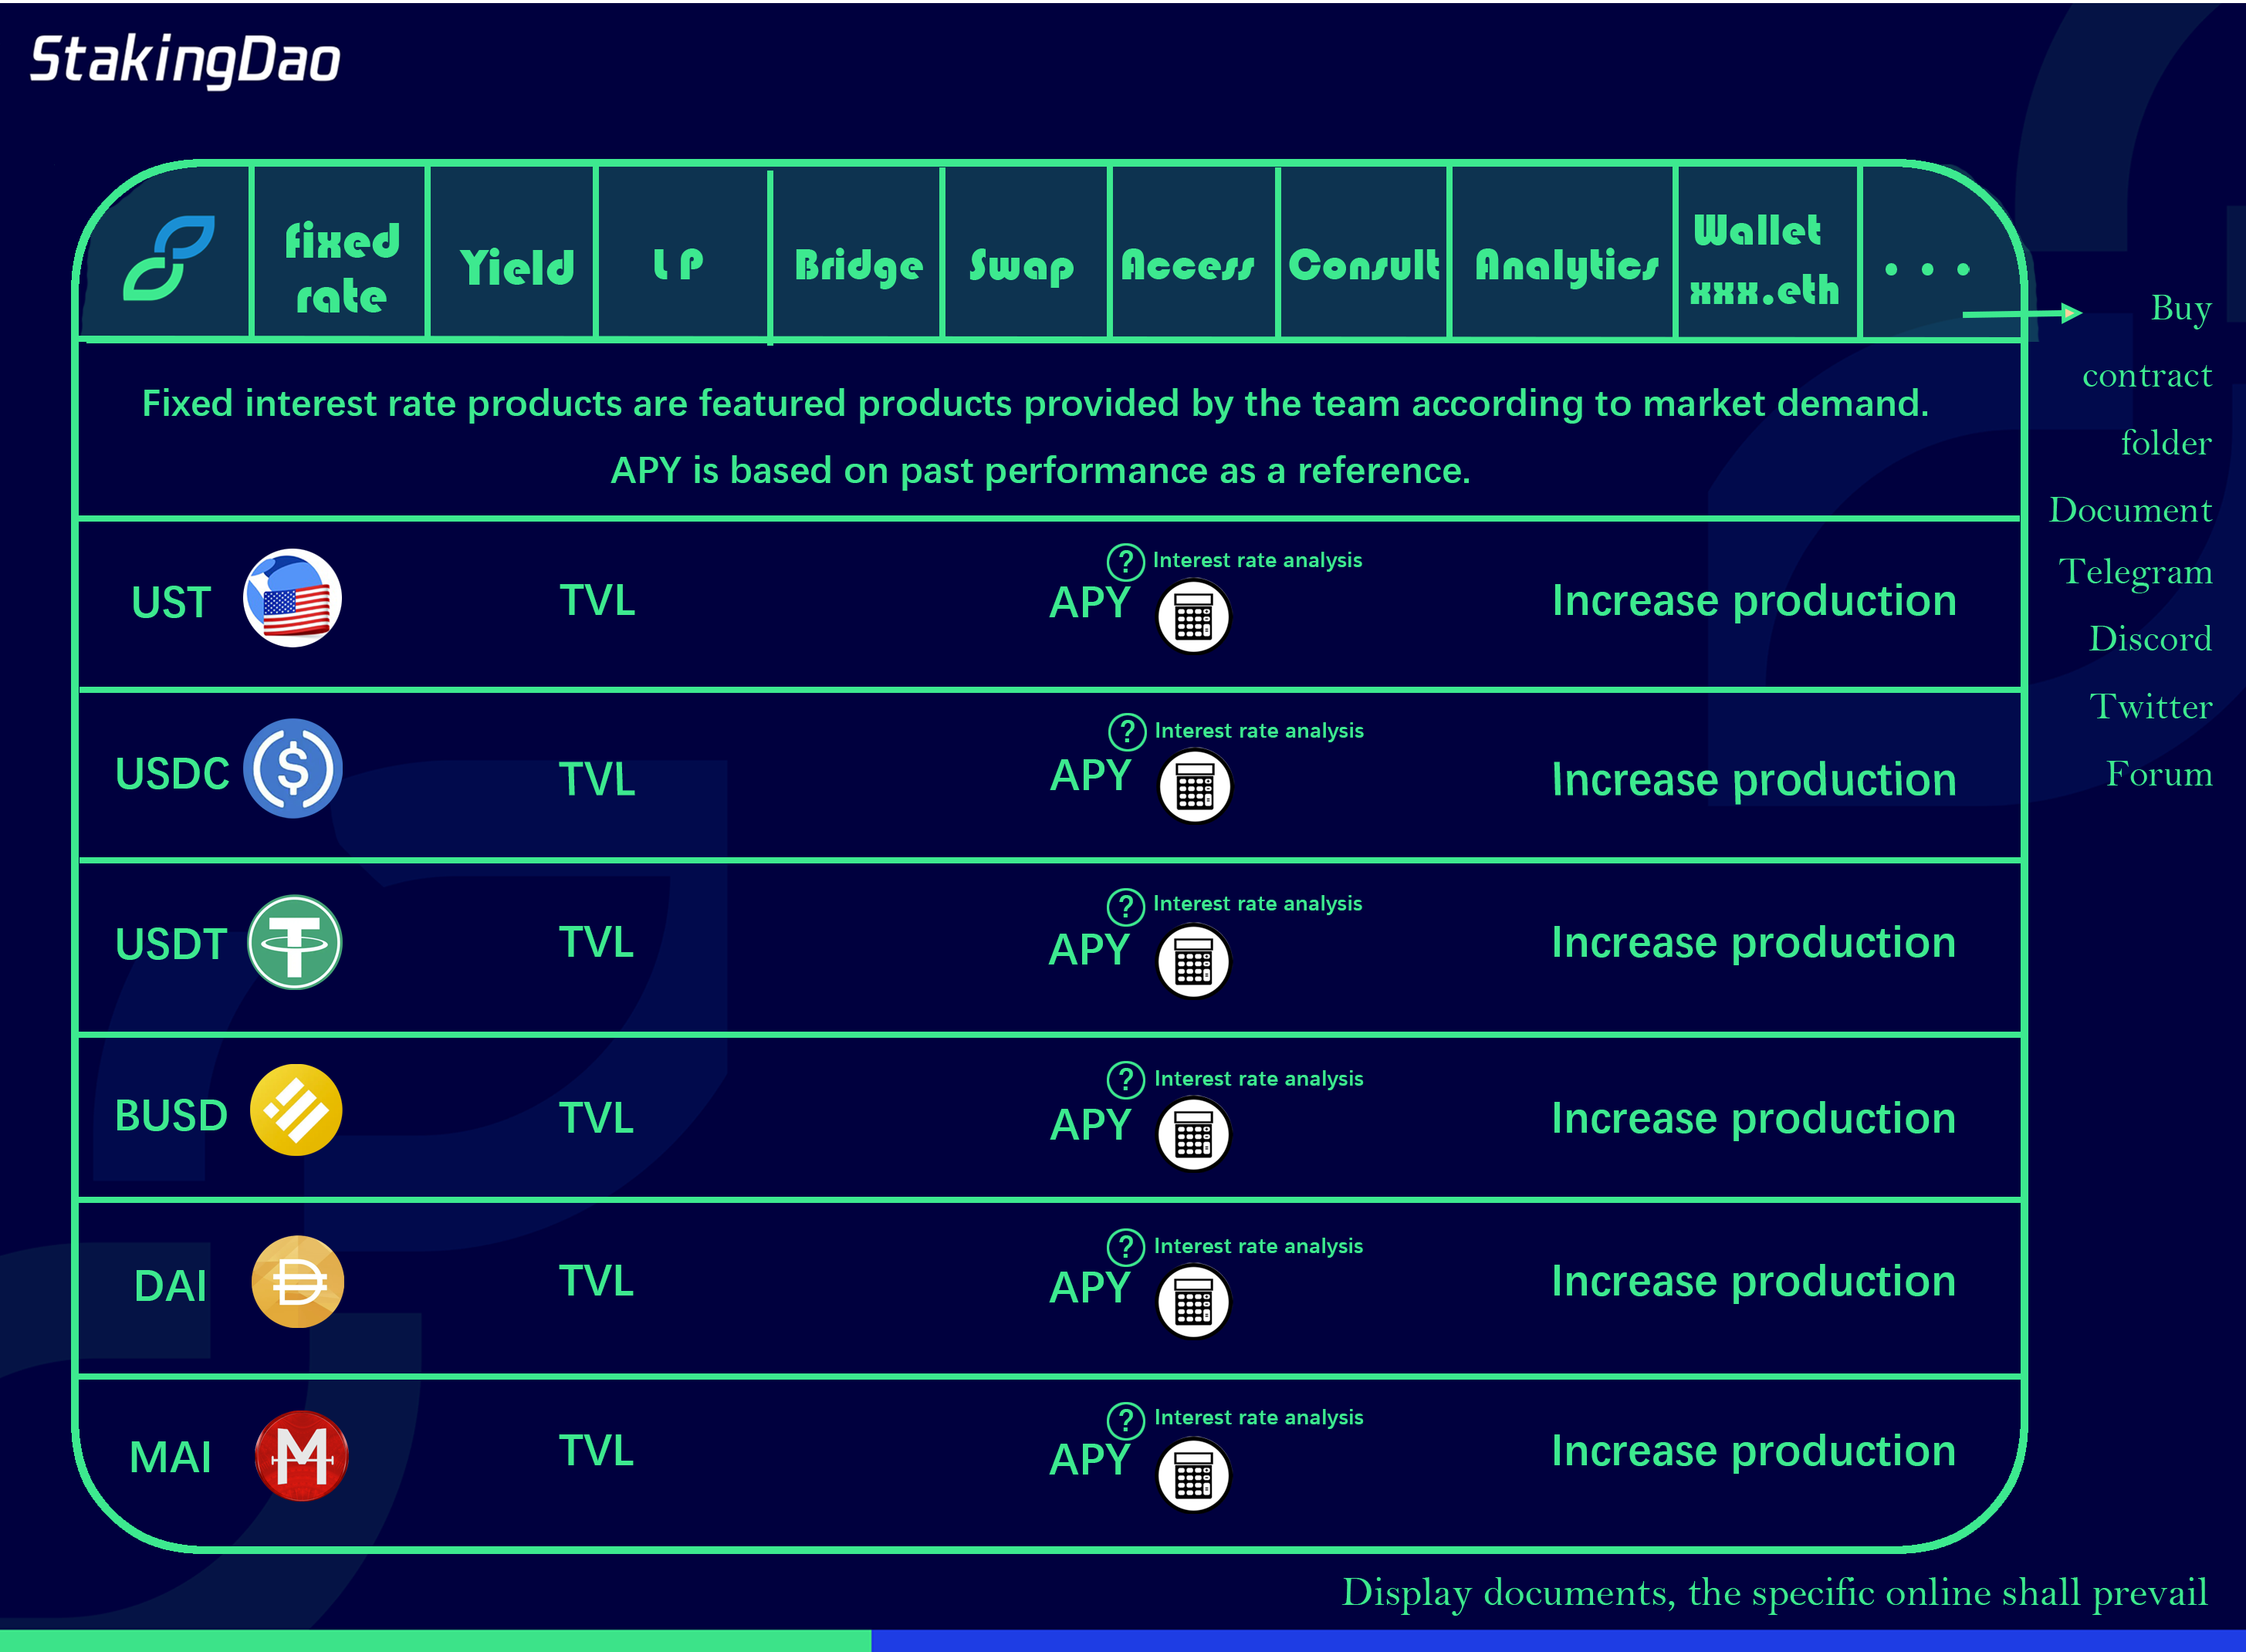 StakingDao
fixed
rate
Yield
L P
Bridge
Swap
Access
Consult
Analytics
Wallet
xxx.eth
...
Buy
contract
folder
Document
Telegram
Discord
Twitter
Forum
Fixed interest rate products are featured products provided by the team according to market demand.
APY is based on past performance as a reference.
UST
TVL
? Interest rate analysis
APY
Increase production
USDC
$
TVL
? Interest rate analysis
APY
Increase production
USDT
TVL
? Interest rate analysis
APY
Increase production
BUSD
TVL
? Interest rate analysis
APY
Increase production
DAI
TVL
? Interest rate analysis
APY
Increase production
MAI
M
TVL
? Interest rate analysis
APY
Increase production
Display documents, the specific online shall prevail